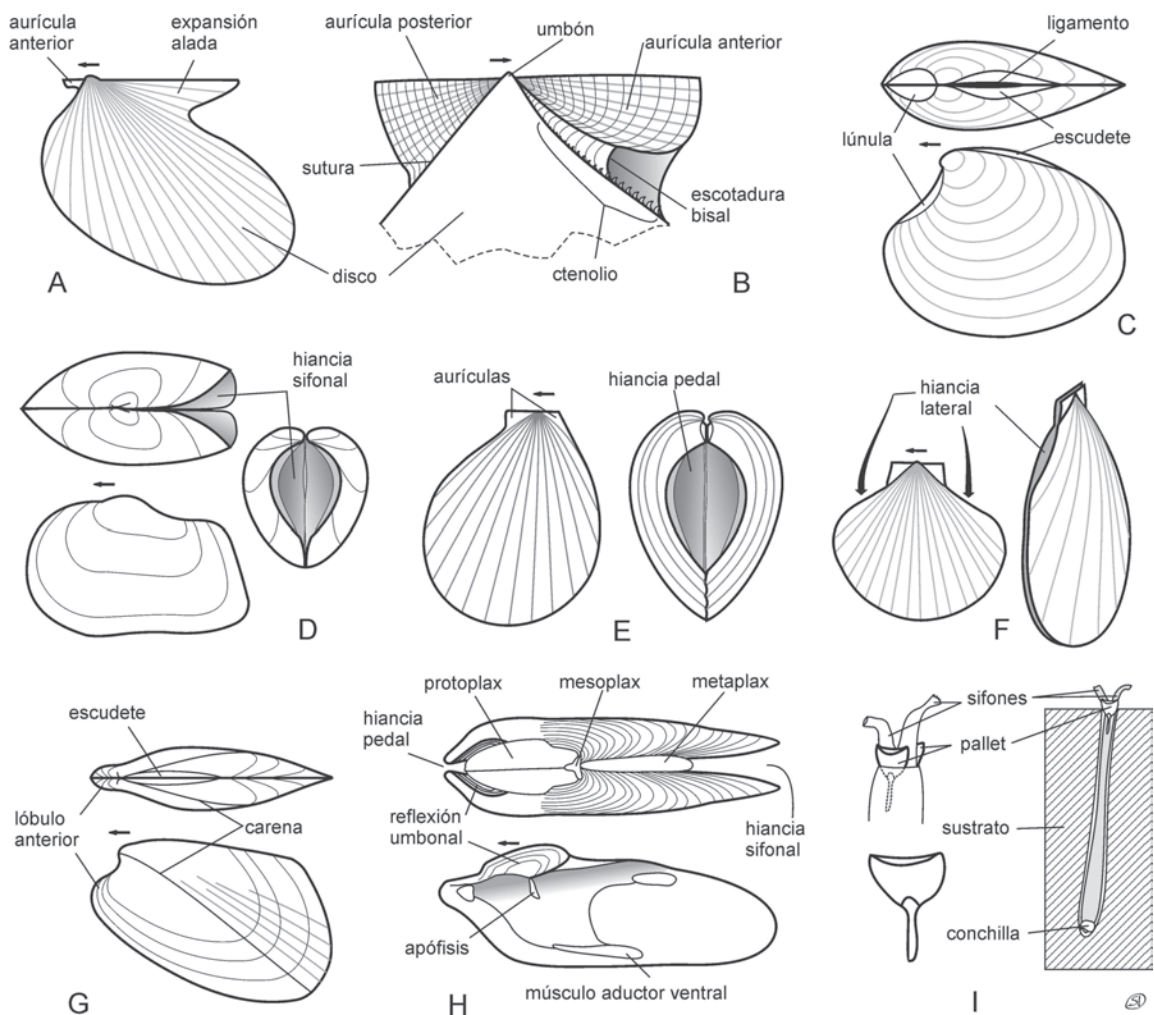 aurícula
anterior
expansión
alada
disco
A
aurícula posterior
umbón
aurícula anterior
sutura
escotadura
bisal
ctenolio
B
ligamento
lúnula
escudete
C
hiancia
sifonal
D
aurículas
hiancia pedal
E
hiancia
lateral
F
escudete
lóbulo
anterior
carena
G
protoplax
mesoplax
metaplax
hiancia
pedal
reflexión
umbonal
hiancia
sifonal
apófisis
músculo aductor ventral
H
sifones
pallet
sustrato
conchilla
I